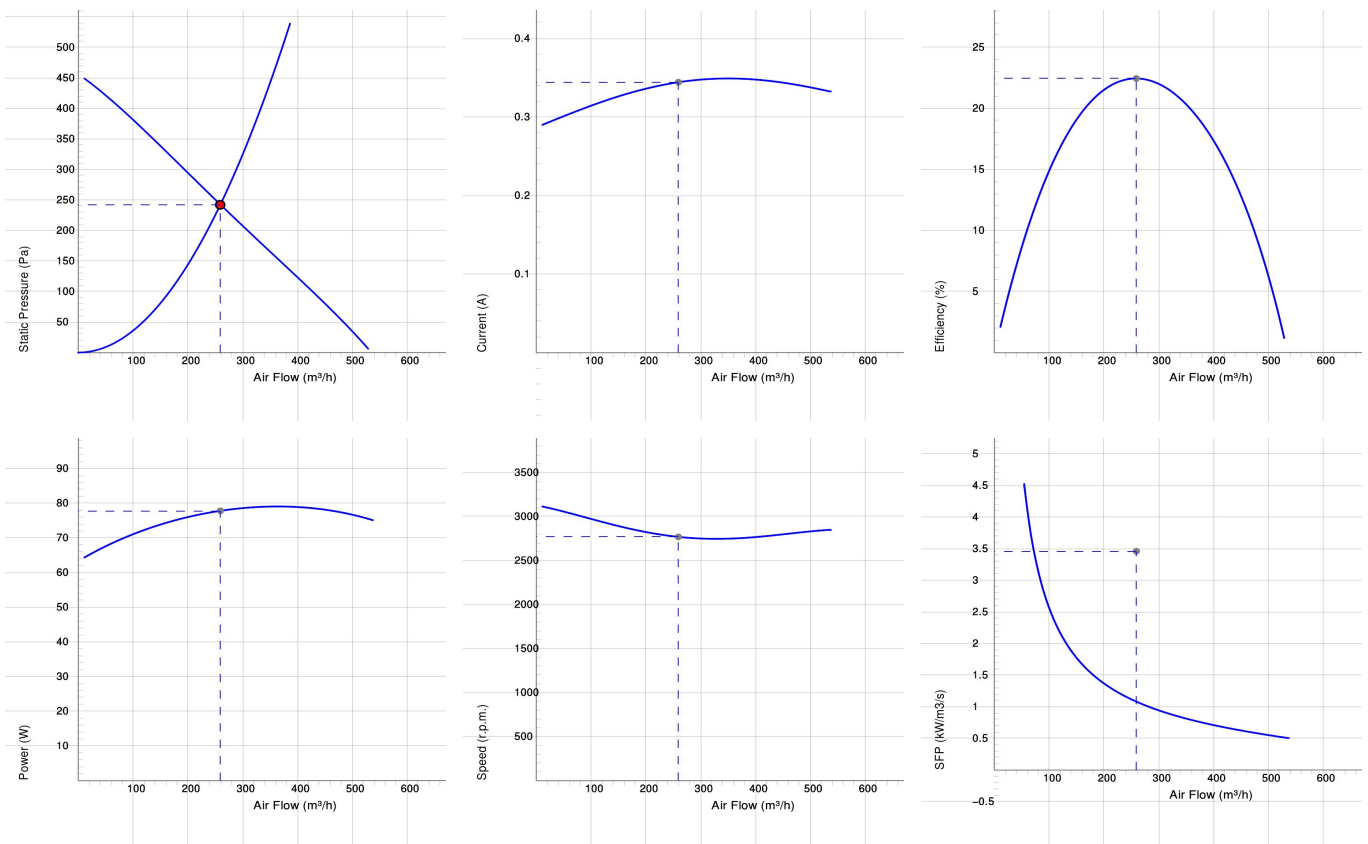 500
450
400
350
300
250
200
150
100
50
Static Pressure (Pa)
100 200 300 400 500 600
Air Flow (m³/h)
0.4
0.3
0.2
0.1
Current (A)
100 200 300 400 500 600
Air Flow (m³/h)
25
20
15
10
5
Efficiency (%)
100 200 300 400 500 600
Air Flow (m³/h)
90
80
70
60
50
40
30
20
10
Power (W)
100 200 300 400 500 600
Air Flow (m³/h)
3500
3000
2500
2000
1500
1000
500
Speed (r.p.m.)
100 200 300 400 500 600
Air Flow (m³/h)
5
4.5
4
3.5
3
2.5
2
1.5
1
0.5
−0.5
SFP (kW/m3/s)
100 200 300 400 500 600
Air Flow (m³/h)